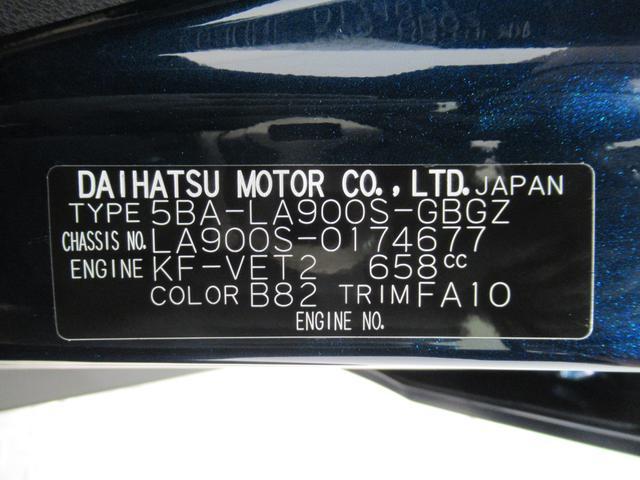 DAIHATSU MOTOR CO., LTD. JAPAN
TYPE 5BA-LA900S-GBGZ
CHASSIS NO. LA900S-0174677
ENGINE KF-VET2 658cc
COLOR B82 TRIM FA10
ENGINE NO.